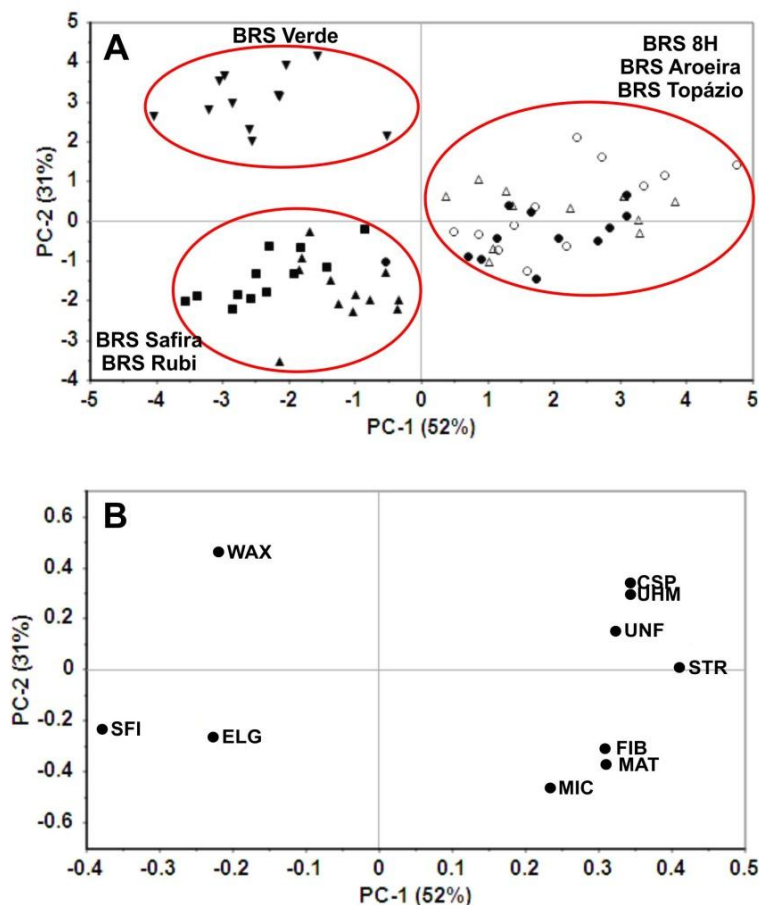 A
BRS Verde
BRS 8H
BRS Aroeira
BRS Topázio
BRS Safira
BRS Rubi
PC-2 (31%)
5
4
3
2
1
0
-1
-2
-3
-4
-5 -4 -3 -2 -1 0 1 2 3 4 5
PC-1 (52%)
B
WAX
CSP
UHM
UNF
STR
SFI
ELG
FIB
MAT
MIC
PC-2 (31%)
0.6
0.4
0.2
0
-0.2
-0.4
-0.6
-0.4 -0.3 -0.2 -0.1 0 0.1 0.2 0.3 0.4 0.5
PC-1 (52%)